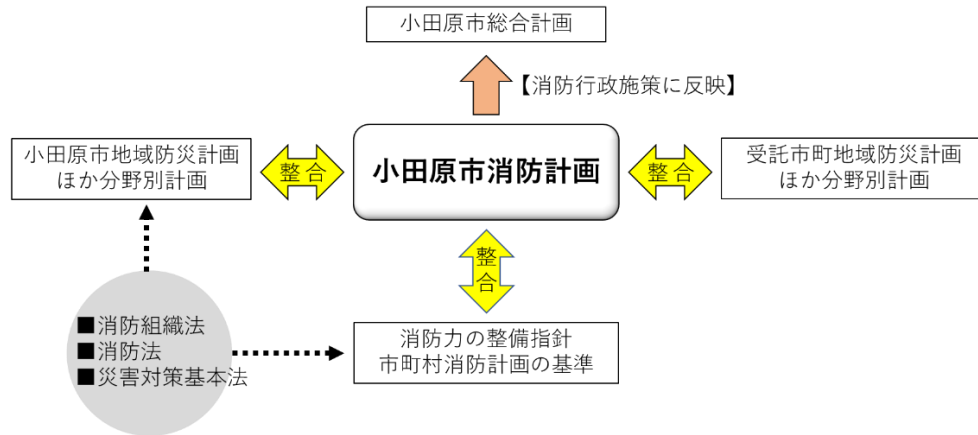 小田原市総合計画
【消防行政施策に反映】
小田原市地域防災計画
ほか分野別計画
整合
小田原市消防計画
整合
受託市町地域防災計画
ほか分野別計画
整合
■消防組織法
■消防法
■災害対策基本法
消防力の整備指針
市町村消防計画の基準